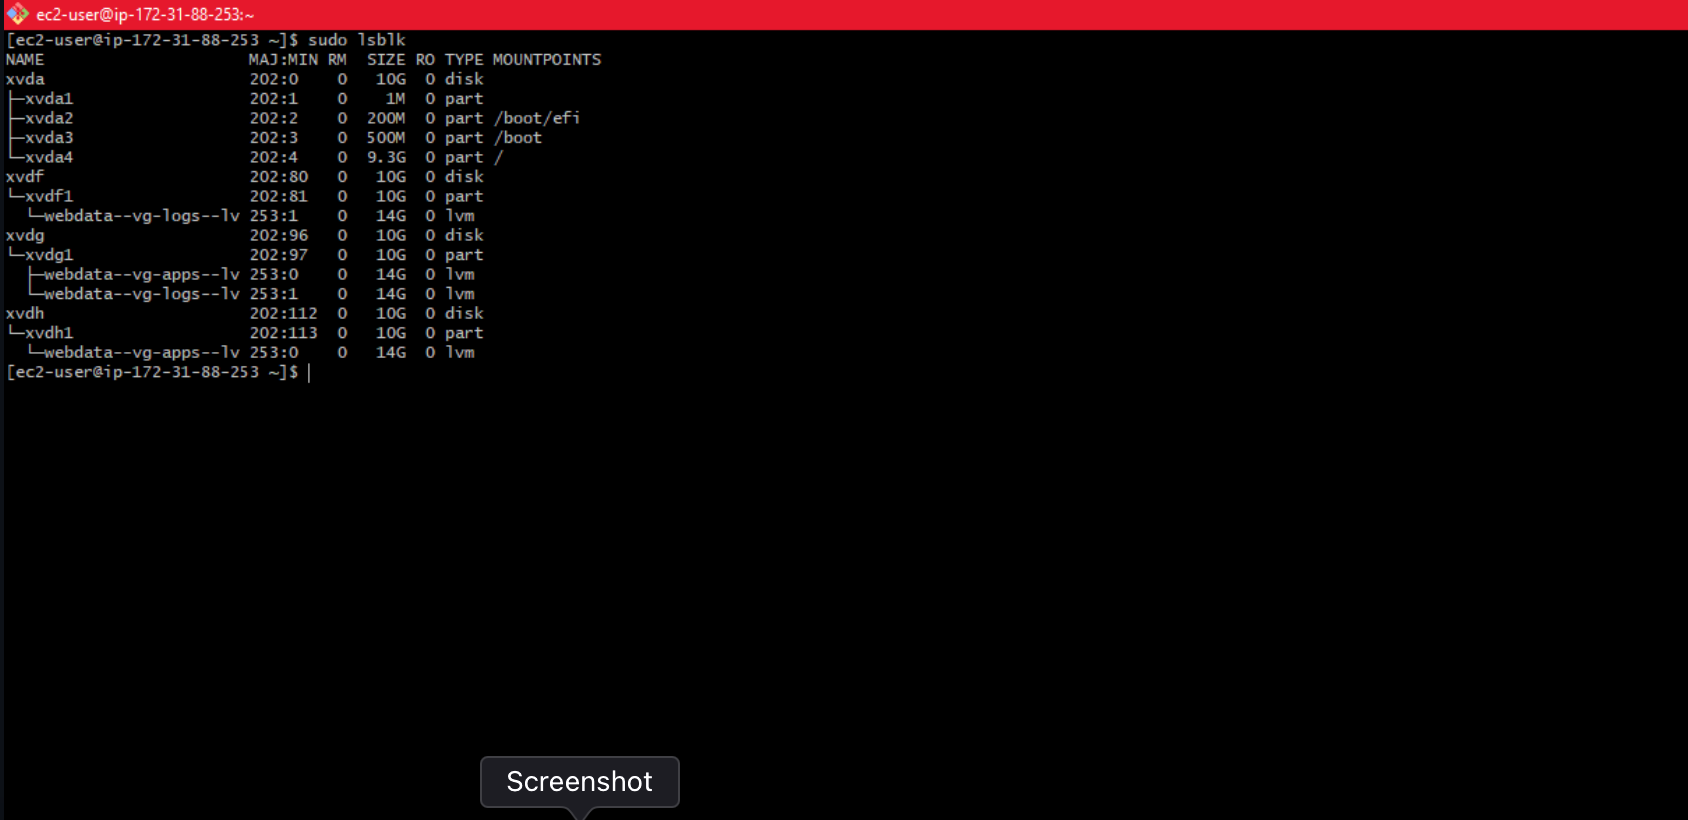 ec2-user@ip-172-31-88-253:~
[ec2-user@ip-172-31-88-253 ~]$ sudo lsblk
NAME                     MAJ:MIN RM  SIZE RO TYPE MOUNTPOINTS
xvda                     202:0    0   10G  0 disk
├─xvda1                  202:1    0    1M  0 part
├─xvda2                  202:2    0  200M  0 part /boot/efi
├─xvda3                  202:3    0  500M  0 part /boot
└─xvda4                  202:4    0  9.3G  0 part /
xvdf                     202:80   0   10G  0 disk
└─xvdf1                  202:81   0   10G  0 part
  └─webdata--vg-logs--lv 253:1    0   14G  0 lvm
xvdg                     202:96   0   10G  0 disk
└─xvdg1                  202:97   0   10G  0 part
  ├─webdata--vg-apps--lv 253:0    0   14G  0 lvm
  └─webdata--vg-logs--lv 253:1    0   14G  0 lvm
xvdh                     202:112  0   10G  0 disk
└─xvdh1                  202:113  0   10G  0 part
  └─webdata--vg-apps--lv 253:0    0   14G  0 lvm
[ec2-user@ip-172-31-88-253 ~]$
Screenshot